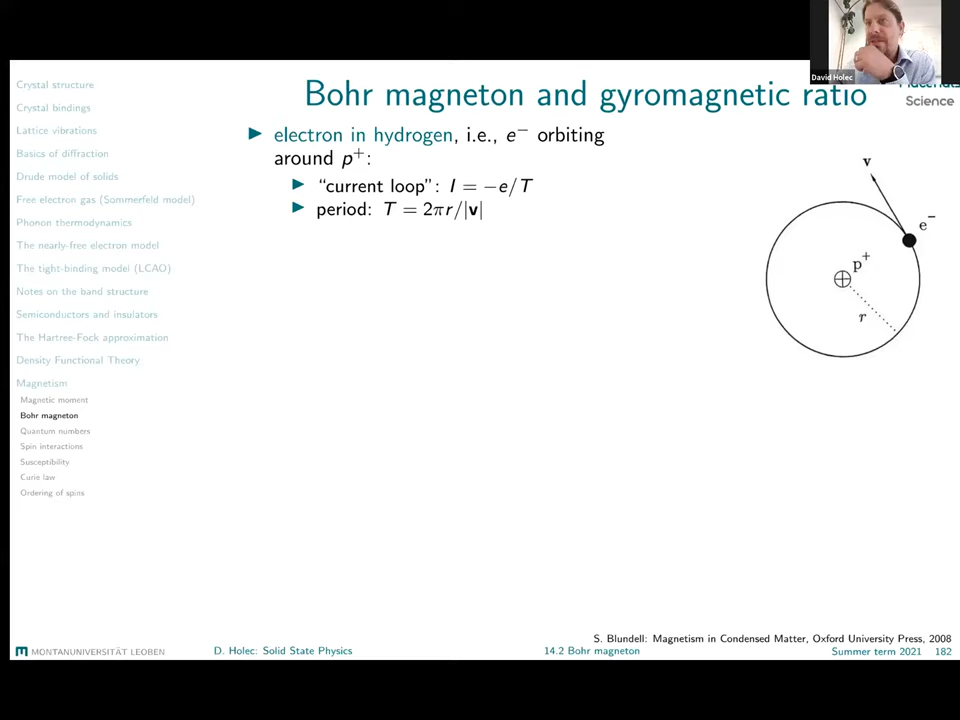 David Holec
Science
Bohr magneton and gyromagnetic ratio
Crystal structure
Crystal bindings
Lattice vibrations
Basics of diffraction
Drude model of solids
Free electron gas (Sommerfeld model)
Phonon thermodynamics
The nearly-free electron model
The tight-binding model (LCAO)
Notes on the band structure
Semiconductors and insulators
The Hartree-Fock approximation
Density Functional Theory
Magnetism
Magnetic moment
Bohr magneton
Quantum numbers
Spin interactions
Susceptibility
Curie law
Ordering of spins
electron in hydrogen, i.e., e⁻ orbiting
around p⁺:
"current loop": I = −e/T
period: T = 2πr/|v|
v
e⁻
p⁺
r
S. Blundell: Magnetism in Condensed Matter, Oxford University Press, 2008
MONTANUNIVERSITÄT LEOBEN
D. Holec: Solid State Physics
14.2 Bohr magneton
Summer term 2021 182